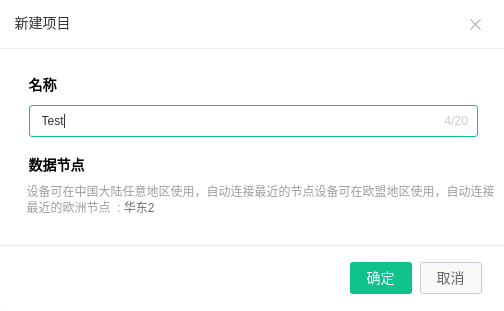 新建项目
名称
Test
4/20
数据节点
设备可在中国大陆任意地区使用，自动连接最近的节点设备可在欧盟地区使用，自动连接
最近的欧洲节点 : 华东2
确定
取消